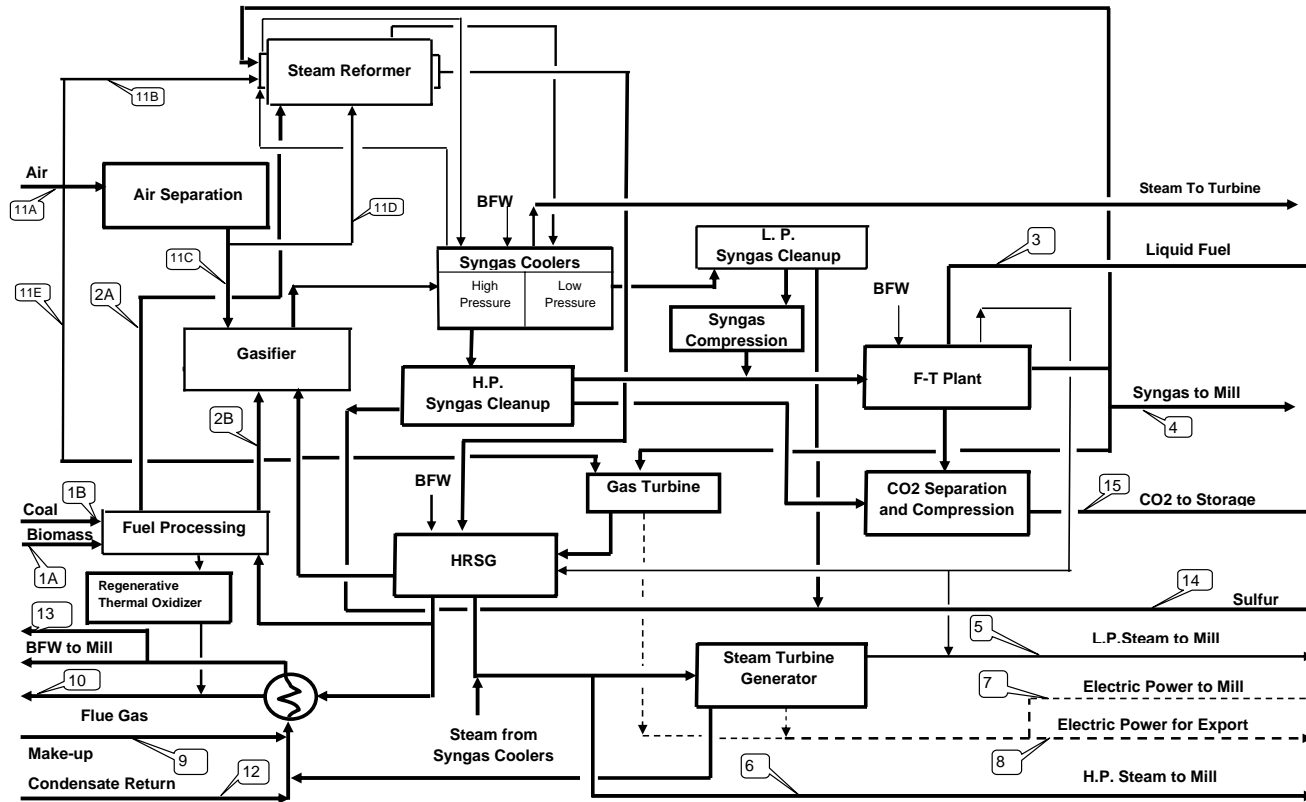 Steam Reformer
11B
Air
Air Separation
11A
11D
BFW
Steam To Turbine
L. P.
Syngas Cleanup
3
Liquid Fuel
11C
Syngas Coolers
High
Pressure
Low
Pressure
11E
2A
BFW
Syngas
Compression
Gasifier
F-T Plant
H.P.
Syngas Cleanup
Syngas to Mill
4
2B
BFW
Gas Turbine
CO2 Separation
and Compression
15
CO2 to Storage
1B
Coal
Fuel Processing
Biomass
1A
HRSG
Regenerative
Thermal Oxidizer
14
Sulfur
13
BFW to Mill
5
L.P.Steam to Mill
Steam Turbine
Generator
10
Flue Gas
7
Electric Power to Mill
Electric Power for Export
Steam from
Syngas Coolers
Make-up
9
8
Condensate Return
12
6
H.P. Steam to Mill